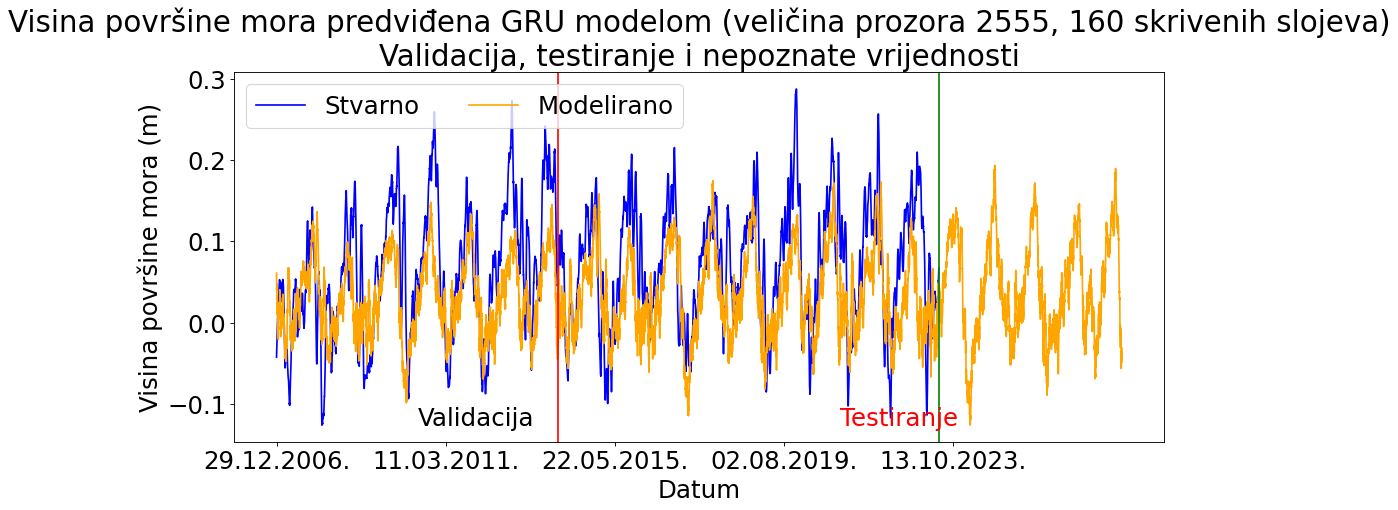 Visina površine mora predviđena GRU modelom (veličina prozora 2555, 160 skrivenih slojeva)
Validacija, testiranje i nepoznate vrijednosti
Stvarno
Modelirano
Visina površine mora (m)
0.3
0.2
0.1
0.0
−0.1
Validacija
Testiranje
29.12.2006.
11.03.2011.
22.05.2015.
02.08.2019.
13.10.2023.
Datum